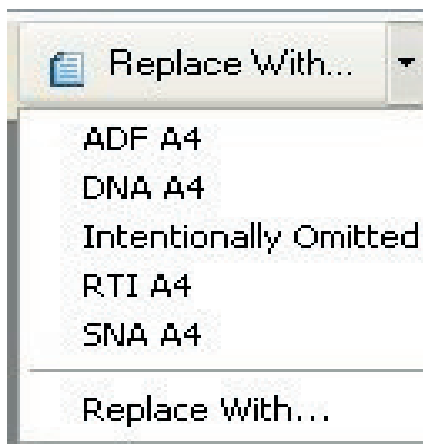 Replace With...
ADF A4
DNA A4
Intentionally Omitted
RTI A4
SNA A4
Replace With...